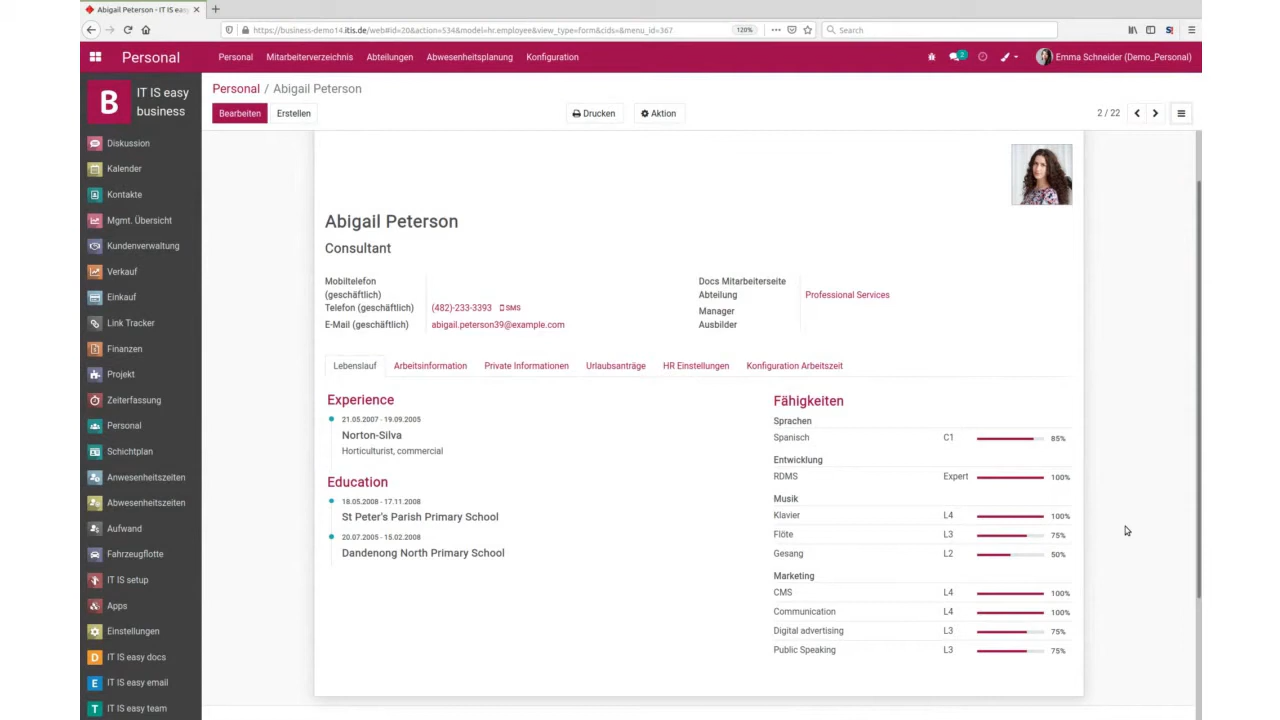 Abigail Peterson - IT IS easy
https://business-demo14.itis.de/web#id=20&action=534&model=hr.employee&view_type=form&cids=&menu_id=367
120%
Search
Personal
Personal Mitarbeiterverzeichnis Abteilungen Abwesenheitsplanung Konfiguration
2
Emma Schneider (Demo_Personal)
B
IT IS easy
business
Personal / Abigail Peterson
Bearbeiten Erstellen
Drucken Aktion
2 / 22
Diskussion
Kalender
Kontakte
Mgmt. Übersicht
Kundenverwaltung
Verkauf
Einkauf
Link Tracker
Finanzen
Projekt
Zeiterfassung
Personal
Schichtplan
Anwesenheitszeiten
Abwesenheitszeiten
Aufwand
Fahrzeugflotte
IT IS setup
Apps
Einstellungen
D IT IS easy docs
E IT IS easy email
T IT IS easy team
Abigail Peterson
Consultant
Mobiltelefon
(geschäftlich)
Telefon (geschäftlich) (482)-233-3393 SMS
E-Mail (geschäftlich) abigail.peterson39@example.com
Docs Mitarbeiterseite
Abteilung Professional Services
Manager
Ausbilder
Lebenslauf Arbeitsinformation Private Informationen Urlaubsanträge HR Einstellungen Konfiguration Arbeitszeit
Experience
21.05.2007 - 19.09.2005
Norton-Silva
Horticulturist, commercial
Education
18.05.2008 - 17.11.2008
St Peter's Parish Primary School
20.07.2005 - 15.02.2008
Dandenong North Primary School
Fähigkeiten
Sprachen
Spanisch C1 85%
Entwicklung
RDMS Expert 100%
Musik
Klavier L4 100%
Flöte L3 75%
Gesang L2 50%
Marketing
CMS L4 100%
Communication L4 100%
Digital advertising L3 75%
Public Speaking L3 75%